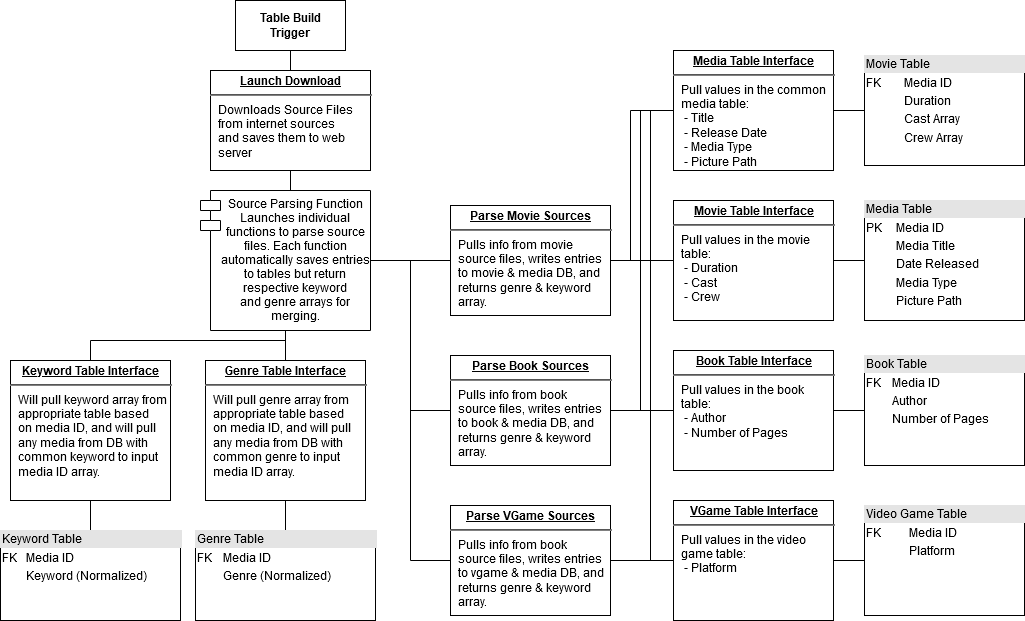 Table Build
Trigger
Launch Download
Downloads Source Files
from internet sources
and saves them to web
server
Source Parsing Function
Launches individual
functions to parse source
files. Each function
automatically saves entries
to tables but return
respective keyword
and genre arrays for
merging.
Keyword Table Interface
Will pull keyword array from
appropriate table based
on media ID, and will pull
any media from DB with
common keyword to input
media ID array.
Genre Table Interface
Will pull genre array from
appropriate table based
on media ID, and will pull
any media from DB with
common genre to input
media ID array.
Keyword Table
FK Media ID
Keyword (Normalized)
Genre Table
FK Media ID
Genre (Normalized)
Parse Movie Sources
Pulls info from movie
source files, writes entries
to movie & media DB, and
returns genre & keyword
array.
Parse Book Sources
Pulls info from book
source files, writes entries
to book & media DB, and
returns genre & keyword
array.
Parse VGame Sources
Pulls info from book
source files, writes entries
to vgame & media DB, and
returns genre & keyword
array.
Media Table Interface
Pull values in the common
media table:
- Title
- Release Date
- Media Type
- Picture Path
Movie Table Interface
Pull values in the movie
table:
- Duration
- Cast
- Crew
Book Table Interface
Pull values in the book
table:
- Author
- Number of Pages
VGame Table Interface
Pull values in the video
game table:
- Platform
Movie Table
FK Media ID
Duration
Cast Array
Crew Array
Media Table
PK Media ID
Media Title
Date Released
Media Type
Picture Path
Book Table
FK Media ID
Author
Number of Pages
Video Game Table
FK Media ID
Platform